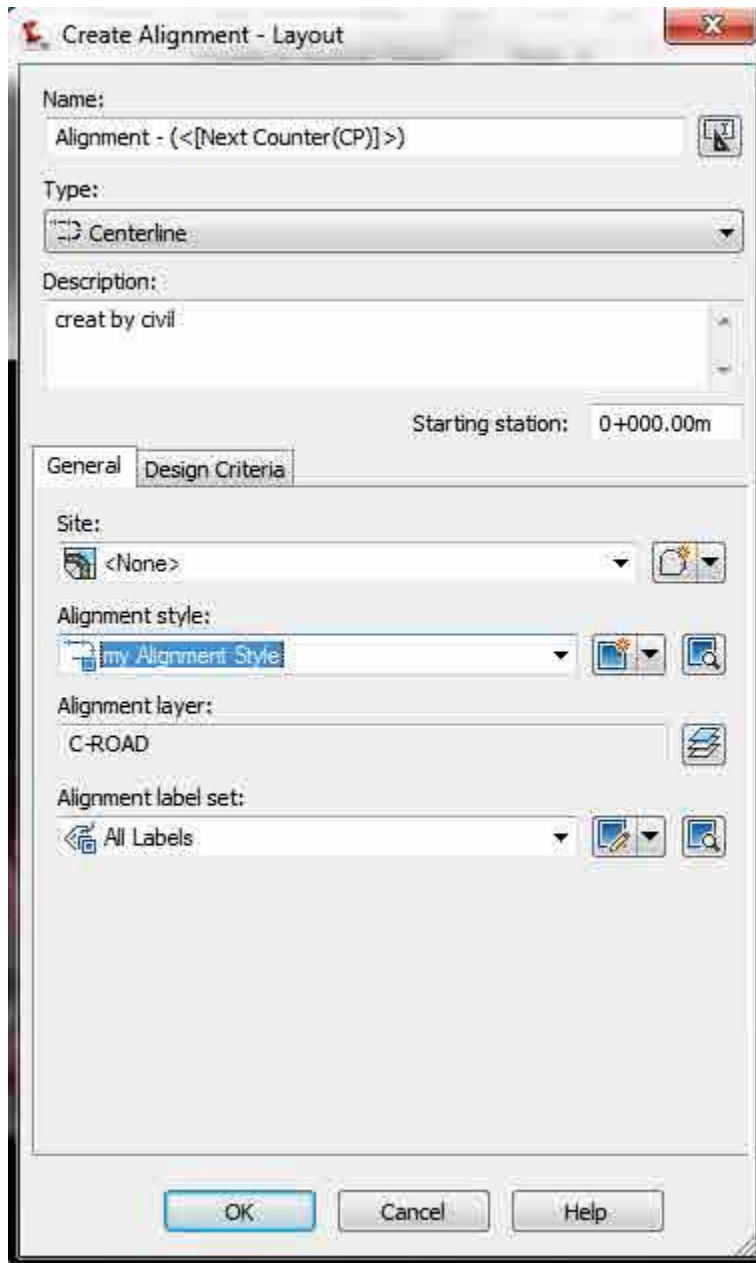 Create Alignment - Layout
Name:
Alignment - (<[Next Counter(CP)]>)
Type:
Centerline
Description:
creat by civil
Starting station: 0+000.00m
General Design Criteria
Site:
<None>
Alignment style:
my Alignment Style
Alignment layer:
C-ROAD
Alignment label set:
All Labels
OK Cancel Help